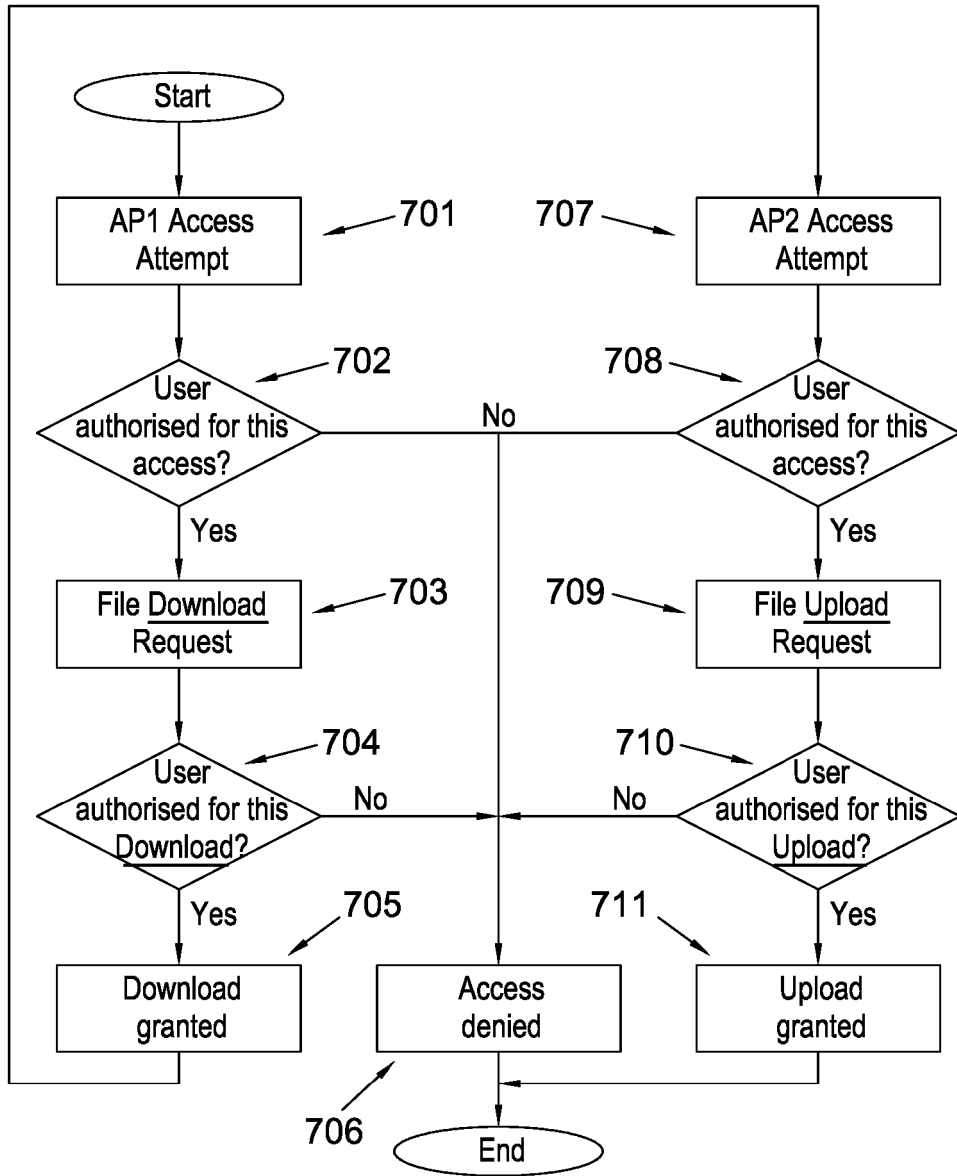 Start
AP1 Access
Attempt
701
707
AP2 Access
Attempt
702
User
authorised for this
access?
No
708
User
authorised for this
access?
Yes
Yes
File Download
Request
703
709
File Upload
Request
704
User
authorised for this
Download?
No
710
User
authorised for this
Upload?
No
Yes
Yes
705
711
Download
granted
Access
denied
Upload
granted
706
End